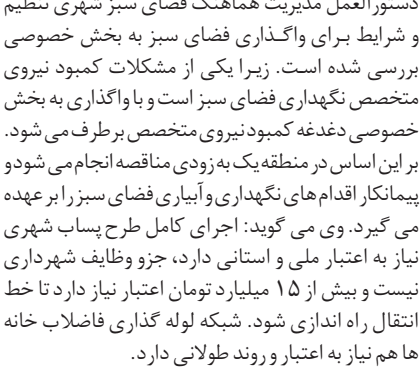 دستورالعمل مدیریت هماهنگ فضای سبز شهری تنظیم
و شرایط برای واگذاری فضای سبز به بخش خصوصی
بررسی شده است. زیرا یکی از مشکلات کمبود نیروی
متخصص نگهداری فضای سبز است و با واگذاری به بخش
خصوصی دغدغه کمبود نیروی متخصص برطرف می شود.
بر این اساس در منطقه یک به زودی مناقصه انجام می شود و
پیمانکار اقدام های نگهداری و آبیاری فضای سبز را بر عهده
می گیرد. وی می گوید: اجرای کامل طرح پساب شهری
نیاز به اعتبار ملی و استانی دارد، جزو وظایف شهرداری
نیست و بیش از ۱۵ میلیارد تومان اعتبار نیاز دارد تا خط
انتقال راه اندازی شود. شبکه لوله گذاری فاضلاب خانه
ها هم نیاز به اعتبار و روند طولانی دارد.